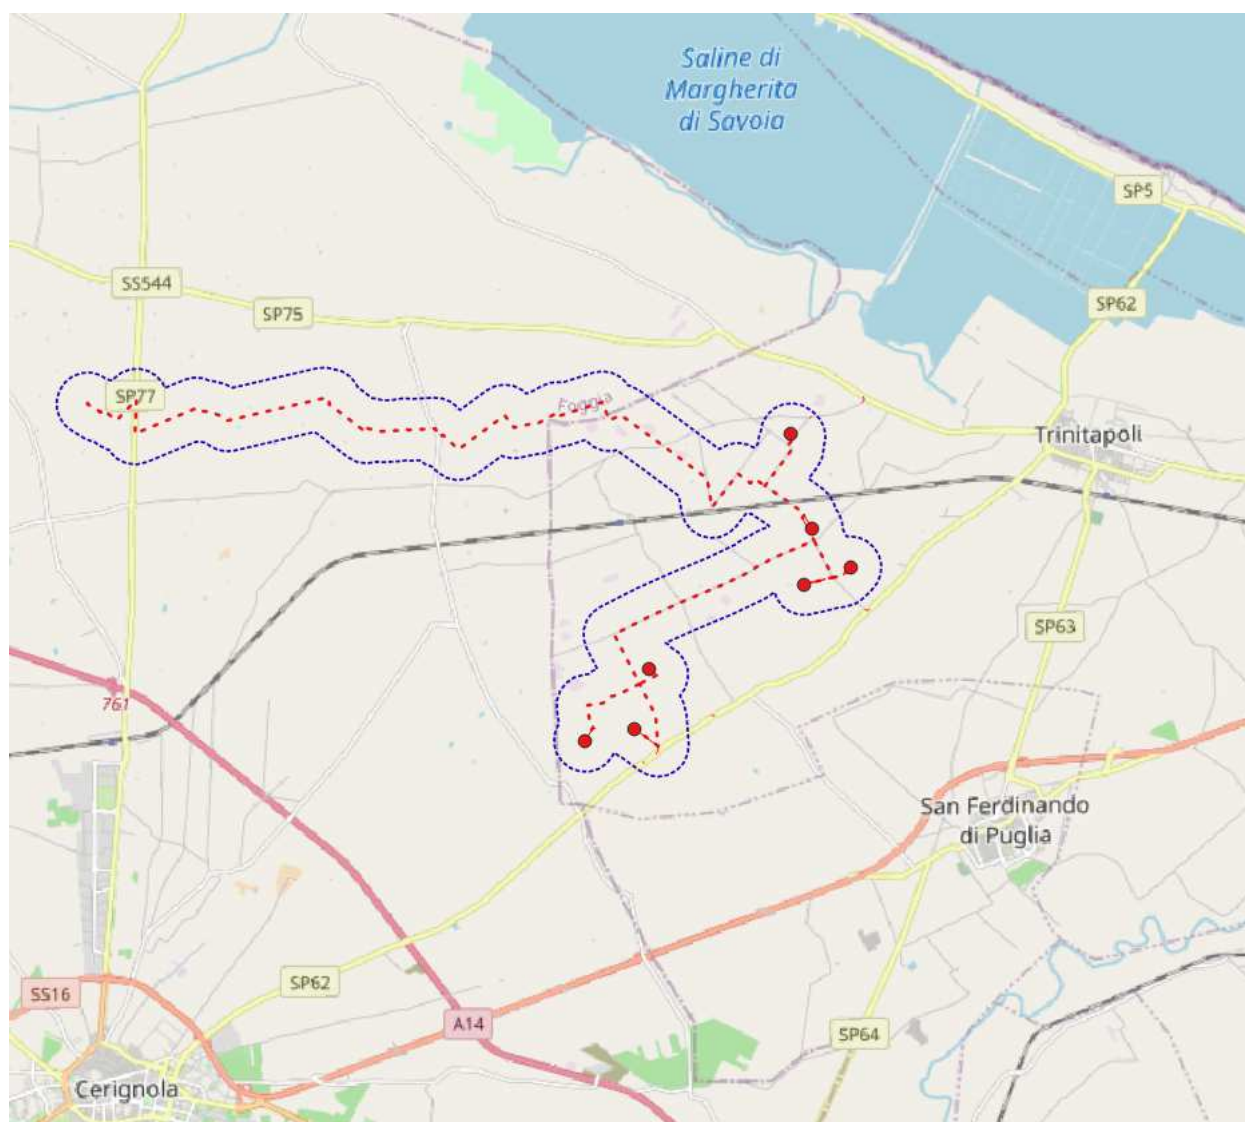 Saline di
Margherita
di Savoia
SP5
SS544
SP75
SP62
SP77
Foggia
Trinitapoli
SP63
761
San Ferdinando
di Puglia
SP62
SS16
A14
SP64
Cerignola